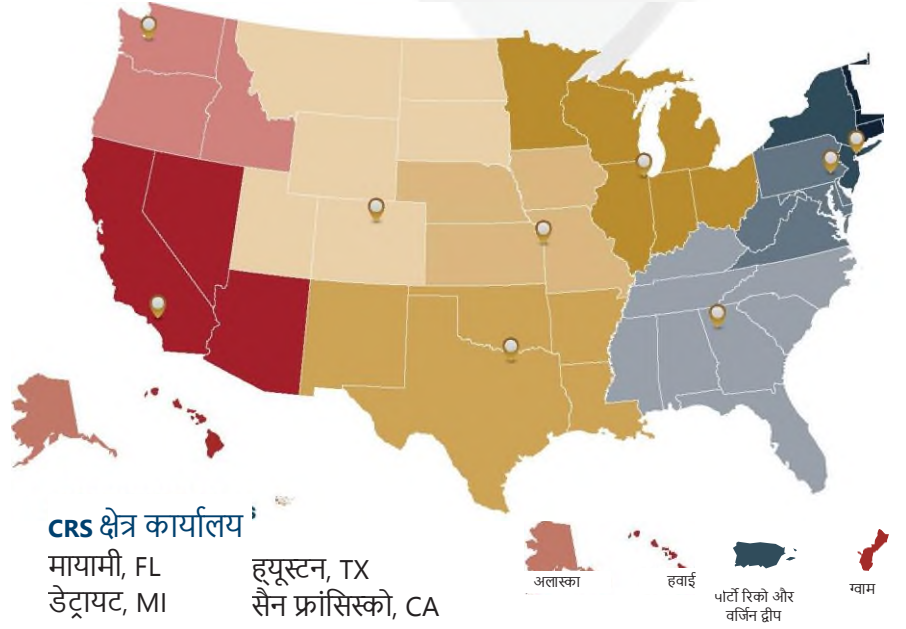 CRS क्षेत्र कार्यालय
मायामी, FL
डेट्रायट, MI
ह्यूस्टन, TX
सैन फ्रांसिस्को, CA
अलास्का
हवाई
पोर्टो रिको और
वर्जिन द्वीप
ग्वाम